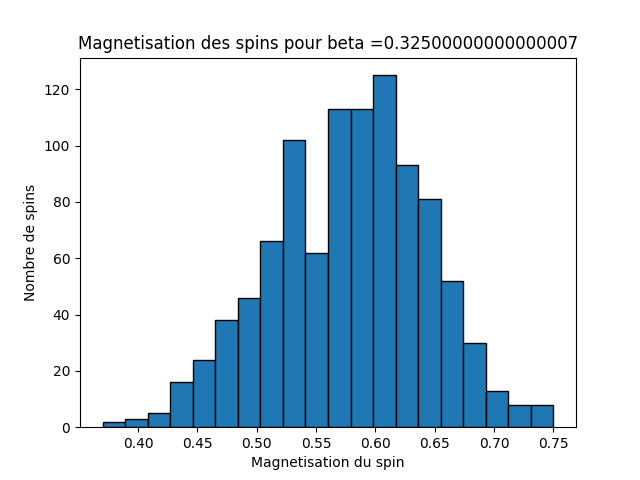 Magnetisation des spins pour beta =0.32500000000000007
120
100
80
60
40
20
0
Nombre de spins
0.40 0.45 0.50 0.55 0.60 0.65 0.70 0.75
Magnetisation du spin